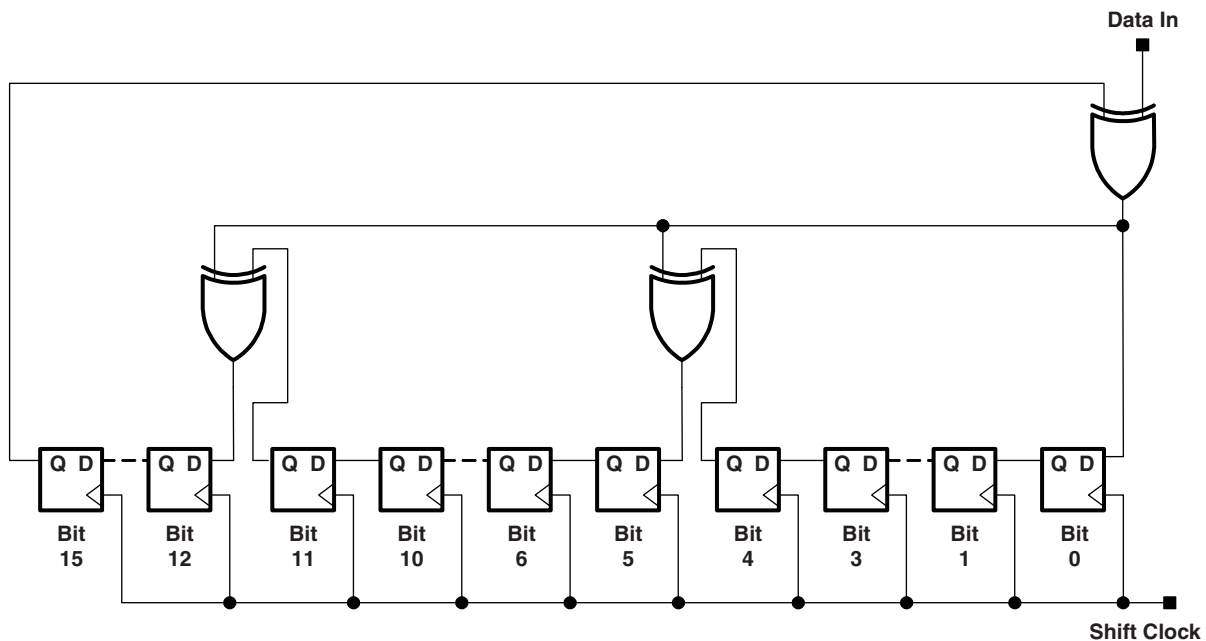 Data In
Q D Q D Q D Q D Q D Q D Q D Q D Q D Q D
Bit Bit Bit Bit Bit Bit Bit Bit Bit Bit
15 12 11 10 6 5 4 3 1 0
Shift Clock